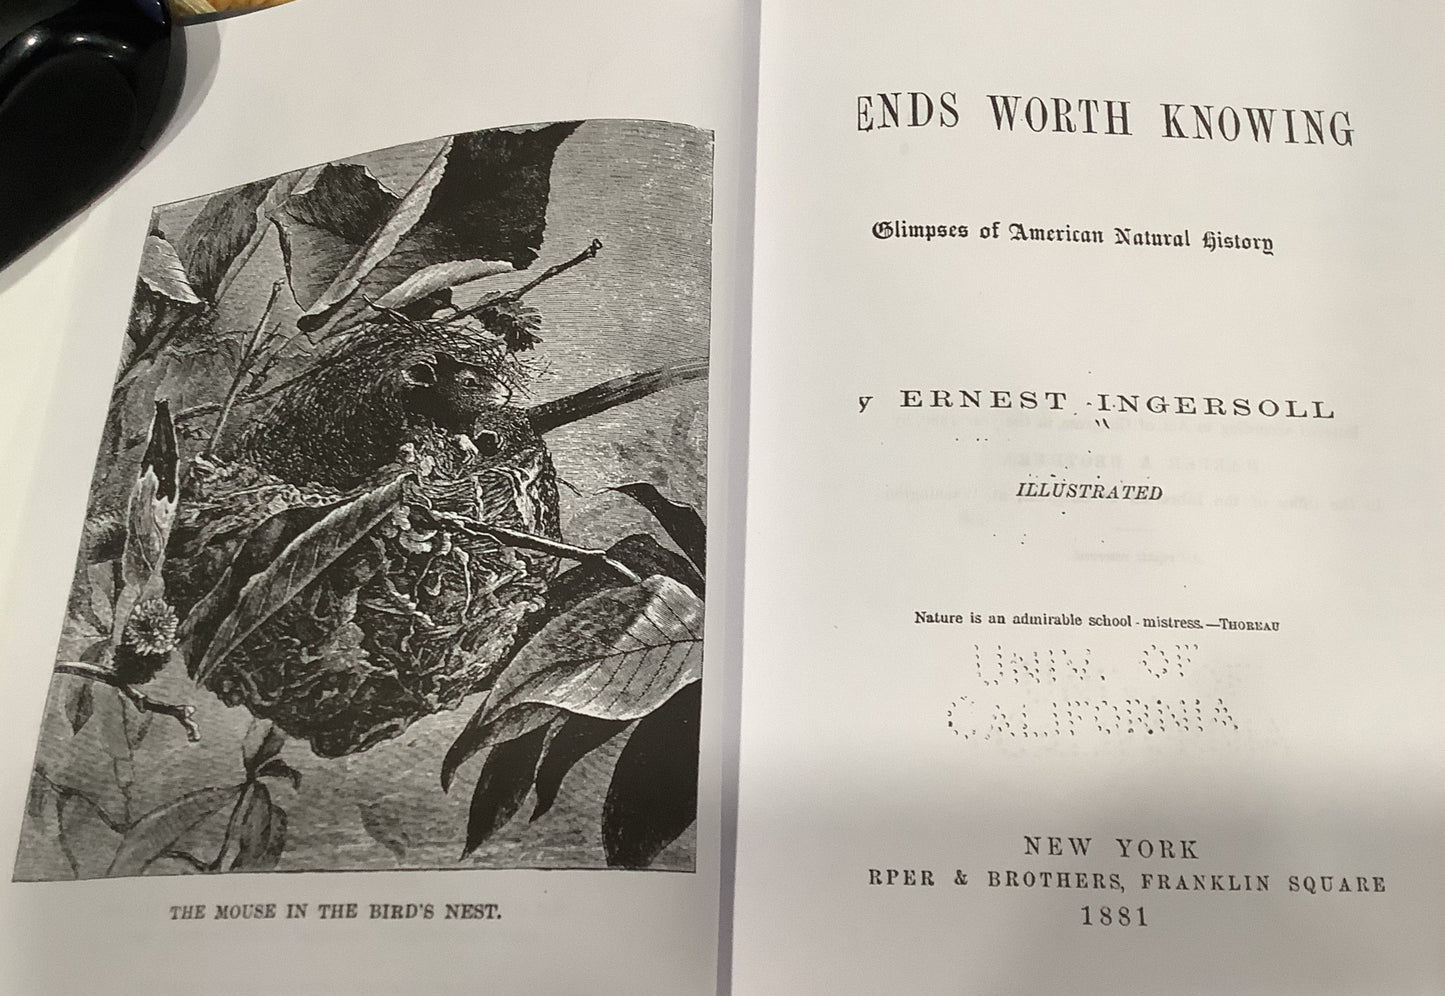 THE MOUSE IN THE BIRD'S NEST.
ENDS WORTH KNOWING
Glimpses of American Natural History
y ERNEST INGERSOLL
ILLUSTRATED
Nature is an admirable school-mistress.—THOREAU
UNIV. OF
CALIFORNIA
NEW YORK
RPER & BROTHERS, FRANKLIN SQUARE
1881